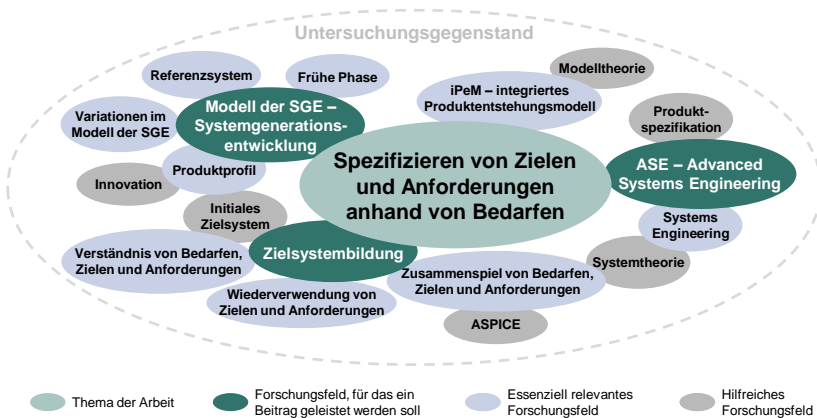 Untersuchungsgegenstand
Referenzsystem
Frühe Phase
Modelltheorie
iPeM – integriertes
Produktentstehungsmodell
Variationen im
Modell der SGE
Modell der SGE –
Systemgenerations-
entwicklung
Produkt-
spezifikation
Spezifizieren von Zielen
und Anforderungen
anhand von Bedarfen
ASE – Advanced
Systems Engineering
Innovation
Produktprofil
Initiales
Zielsystem
Systems
Engineering
Verständnis von Bedarfen,
Zielen und Anforderungen
Zielsystembildung
Zusammenspiel von Bedarfen,
Zielen und Anforderungen
Systemtheorie
Wiederverwendung von
Zielen und Anforderungen
ASPICE
Thema der Arbeit
Forschungsfeld, für das ein
Beitrag geleistet werden soll
Essenziell relevantes
Forschungsfeld
Hilfreiches
Forschungsfeld